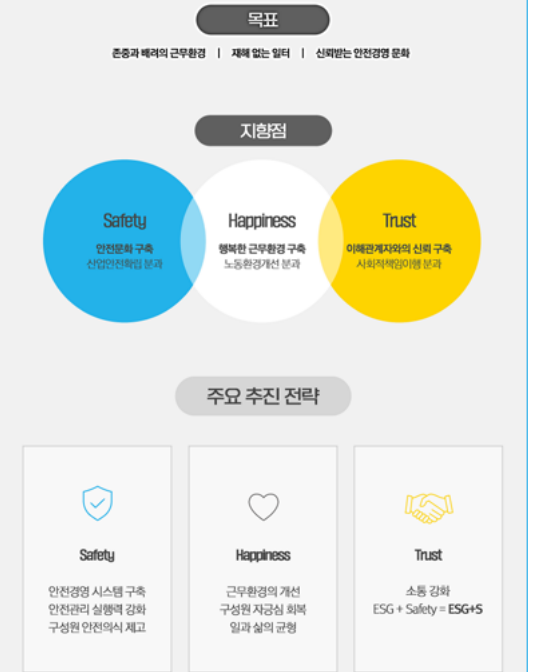 목표
존중과 배려의 근무환경 | 재해 없는 일터 | 신뢰받는 안전경영 문화
지향점
Safety
안전문화 구축
산업안전확립 분과
Happiness
행복한 근무환경 구축
노동환경개선 분과
Trust
이해관계자와의 신뢰 구축
사회적책임이행 분과
주요 추진 전략
Safety
안전경영 시스템 구축
안전관리 실행력 강화
구성원 안전의식 제고
Happiness
근무환경의 개선
구성원 자긍심 회복
일과 삶의 균형
Trust
소통 강화
ESG + Safety = ESG+S